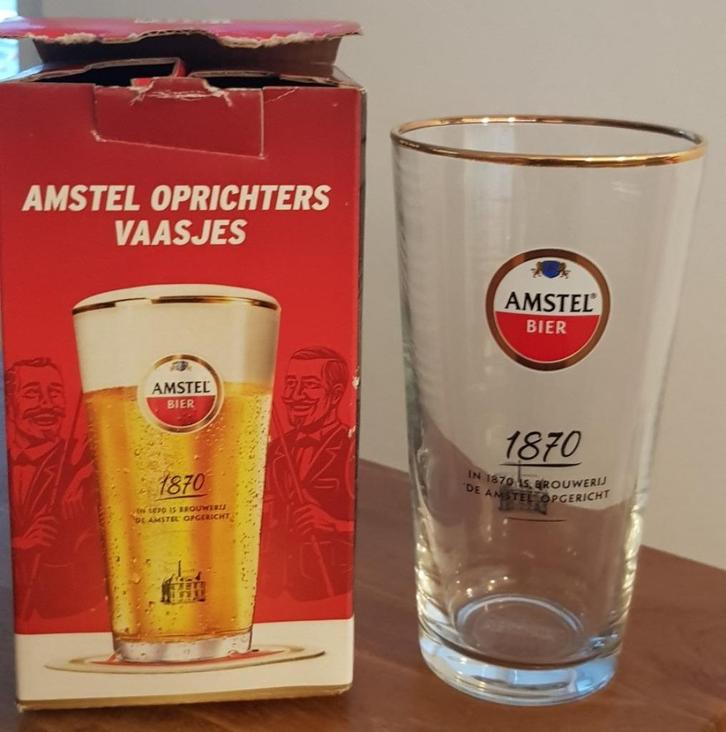 AMSTEL OPRICHTERS
VAASJES
AMSTEL
BIER
1870
IN 1870 IS BROUWERIJ
'DE AMSTEL' OPGERICHT
AMSTEL®
BIER
1870
IN 1870 IS BROUWERIJ
'DE AMSTEL' OPGERICHT